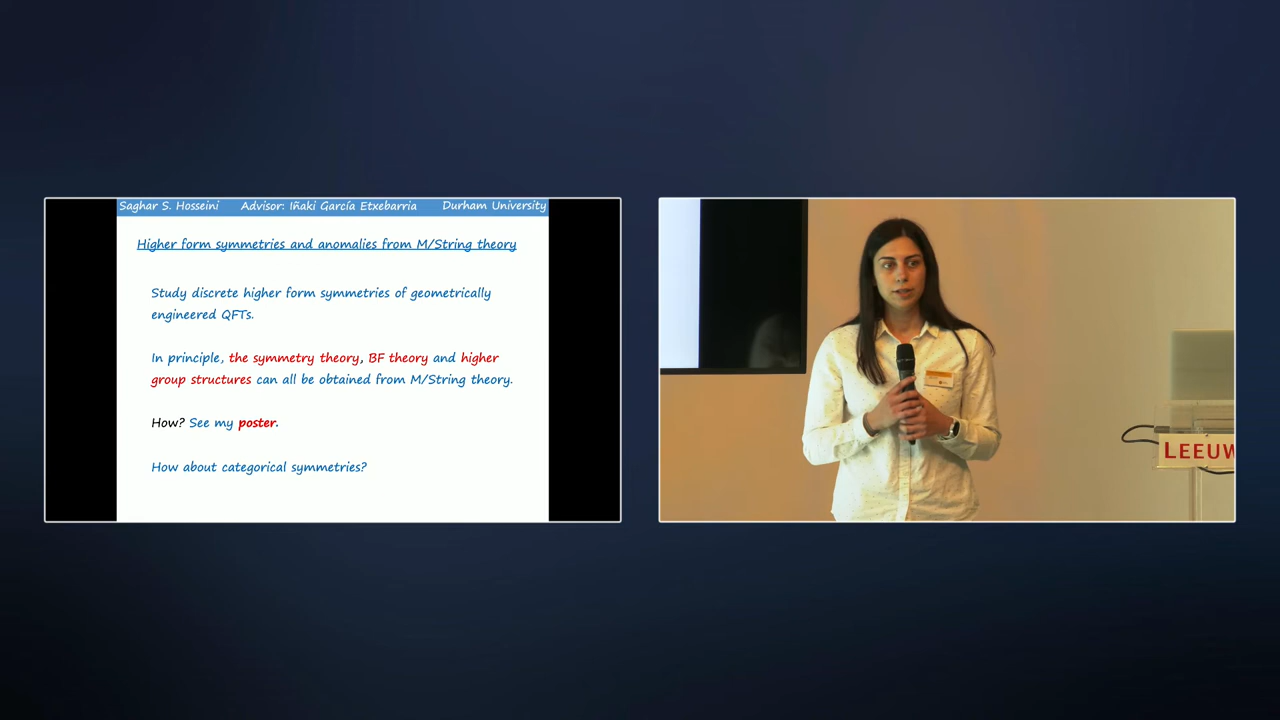 Saghar S. Hosseini Advisor: Iñaki García Etxebarria Durham University
Higher form symmetries and anomalies from M/String theory
Study discrete higher form symmetries of geometrically
engineered QFTs.
In principle, the symmetry theory, BF theory and higher
group structures can all be obtained from M/String theory.
How? See my poster.
How about categorical symmetries?
LEEUW